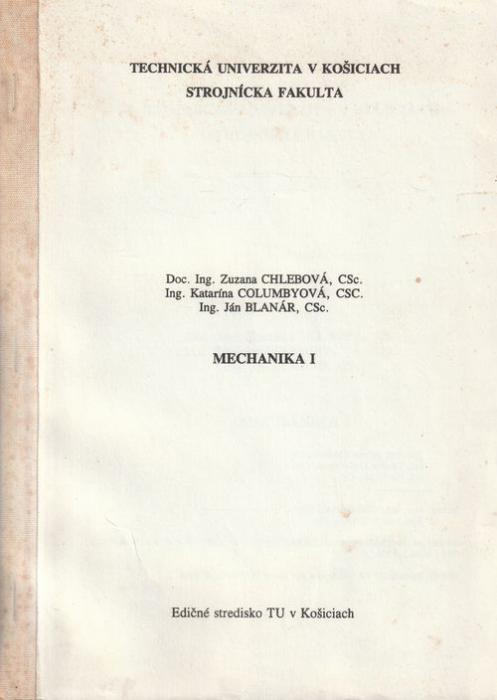 TECHNICKÁ UNIVERZITA V KOŠICIACH
STROJNÍCKA FAKULTA
Doc. Ing. Zuzana CHLEBOVÁ, CSc.
Ing. Katarína COLUMBYOVÁ, CSC.
Ing. Ján BLANÁR, CSc.
MECHANIKA I
Edičné stredisko TU v Košiciach